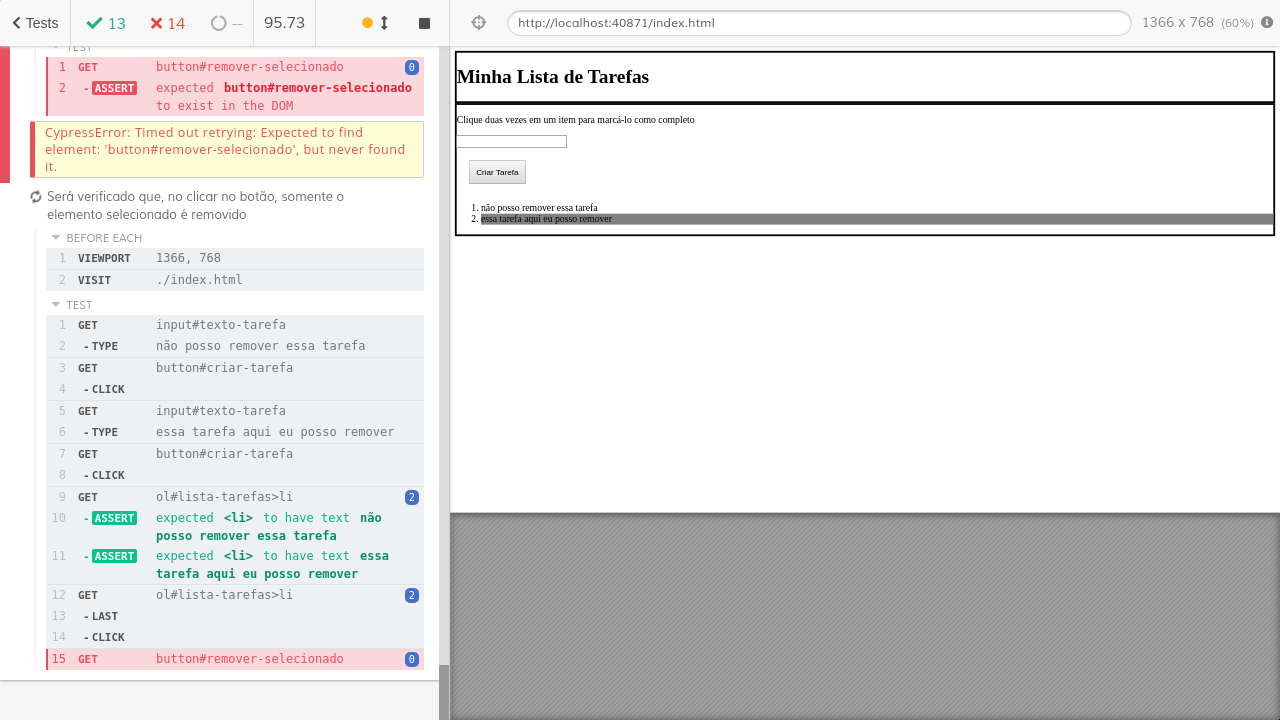 Tests 13 14 -- 95.73 http://localhost:40871/index.html 1366 x 768 (60%)
TEST
1 GET button#remover-selecionado 0
2 - ASSERT expected button#remover-selecionado
to exist in the DOM
CypressError: Timed out retrying: Expected to find
element: 'button#remover-selecionado', but never found
it.
Será verificado que, no clicar no botão, somente o
elemento selecionado é removido
BEFORE EACH
1 VIEWPORT 1366, 768
2 VISIT ./index.html
TEST
1 GET input#texto-tarefa
2 - TYPE não posso remover essa tarefa
3 GET button#criar-tarefa
4 - CLICK
5 GET input#texto-tarefa
6 - TYPE essa tarefa aqui eu posso remover
7 GET button#criar-tarefa
8 - CLICK
9 GET ol#lista-tarefas>li 2
10 - ASSERT expected <li> to have text não
posso remover essa tarefa
11 - ASSERT expected <li> to have text essa
tarefa aqui eu posso remover
12 GET ol#lista-tarefas>li 2
13 - LAST
14 - CLICK
15 GET button#remover-selecionado 0
Minha Lista de Tarefas
Clique duas vezes em um item para marcá-lo como completo
Criar Tarefa
1. não posso remover essa tarefa
2. essa tarefa aqui eu posso remover